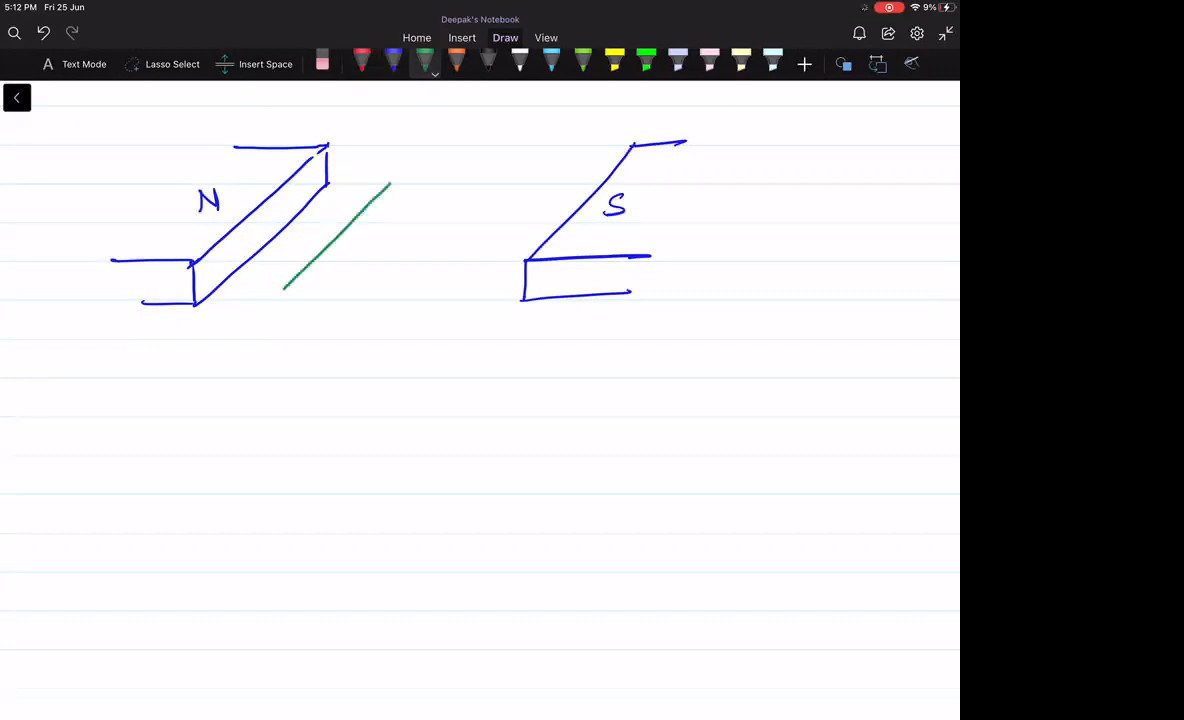 5:12 PM Fri 25 Jun 9%
Deepak's Notebook
Home Insert Draw View
A Text Mode Lasso Select Insert Space
N S